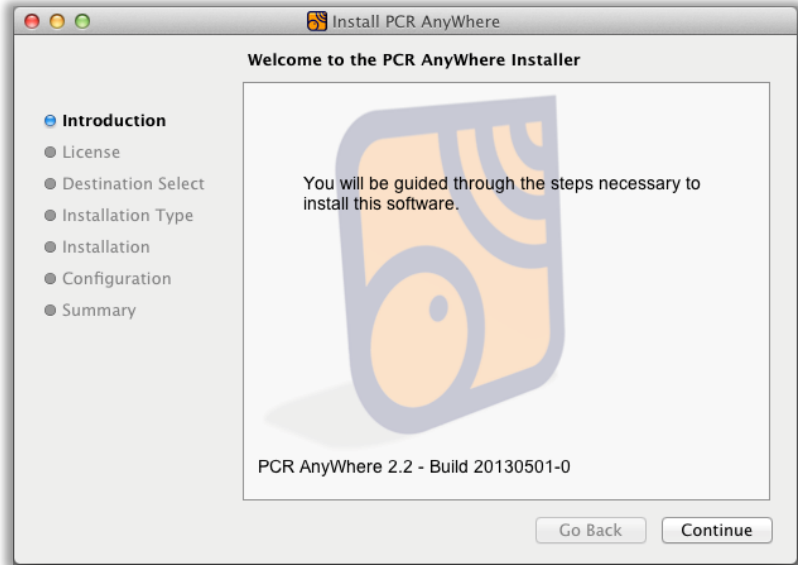 Install PCR AnyWhere
Welcome to the PCR AnyWhere Installer
Introduction
License
Destination Select
Installation Type
Installation
Configuration
Summary
You will be guided through the steps necessary to
install this software.
PCR AnyWhere 2.2 - Build 20130501-0
Go Back
Continue